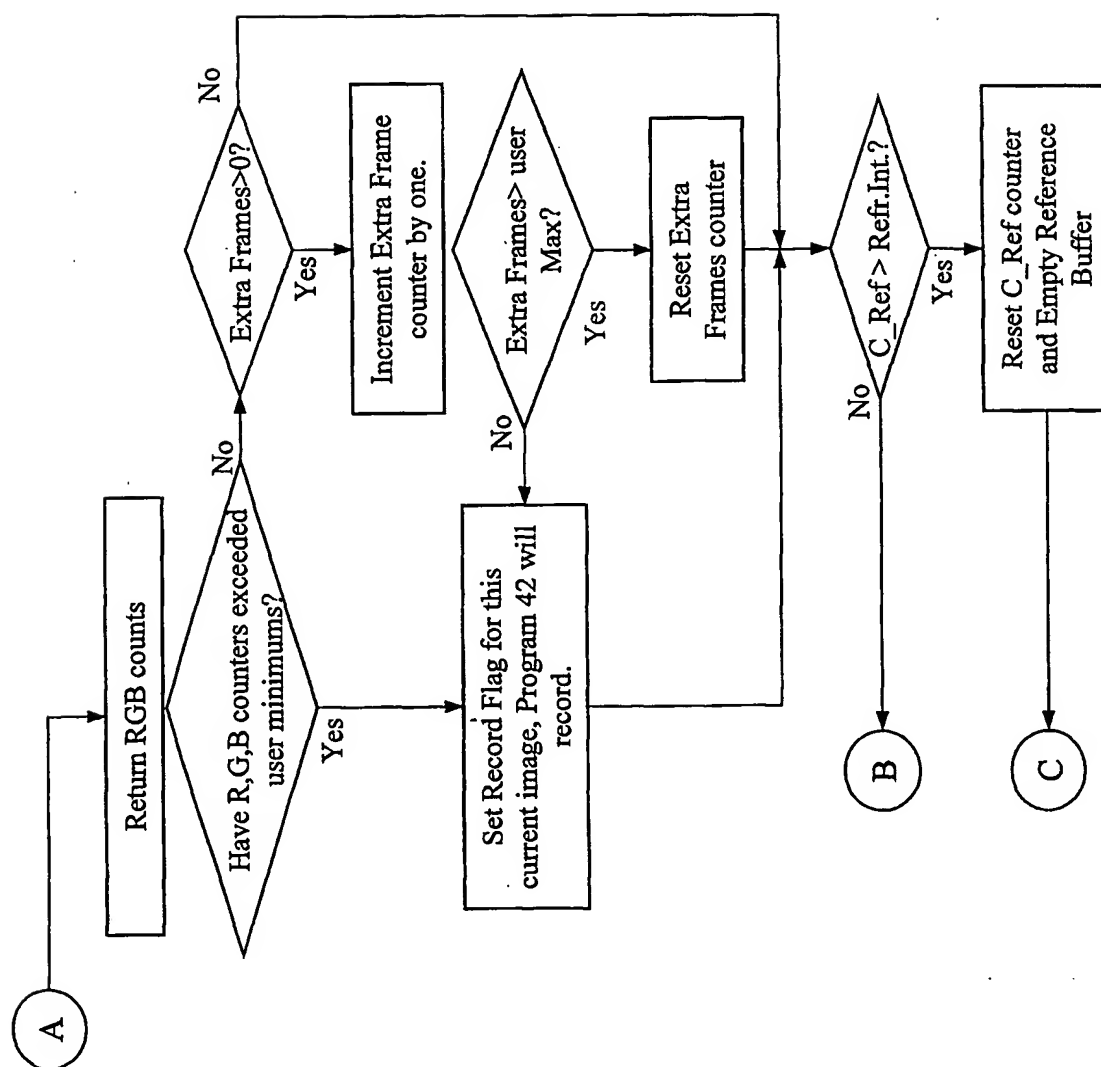 A
Return RGB counts
Have R,G,B counters exceeded
user minimums?
No
Yes
Extra Frames>0?
No
Yes
Increment Extra Frame
counter by one.
Extra Frames> user
Max?
No
Yes
Set Record Flag for this
current image, Program 42 will
record.
Reset Extra
Frames counter
C_Ref > Refr.Int.?
No
Yes
B
Reset C_Ref counter
and Empty Reference
Buffer
C